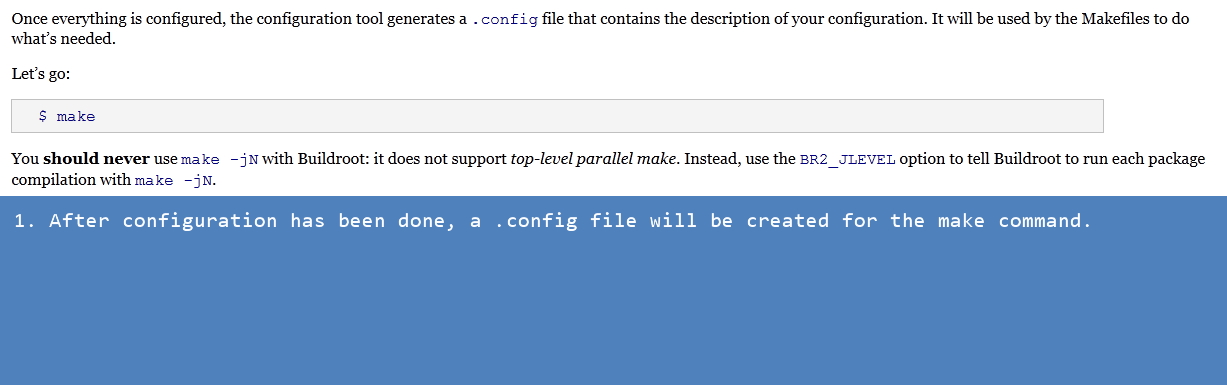 Once everything is configured, the configuration tool generates a .config file that contains the description of your configuration. It will be used by the Makefiles to do
what’s needed.
Let’s go:
$ make
You should never use make -jN with Buildroot: it does not support top-level parallel make. Instead, use the BR2_JLEVEL option to tell Buildroot to run each package
compilation with make -jN.
1. After configuration has been done, a .config file will be created for the make command.